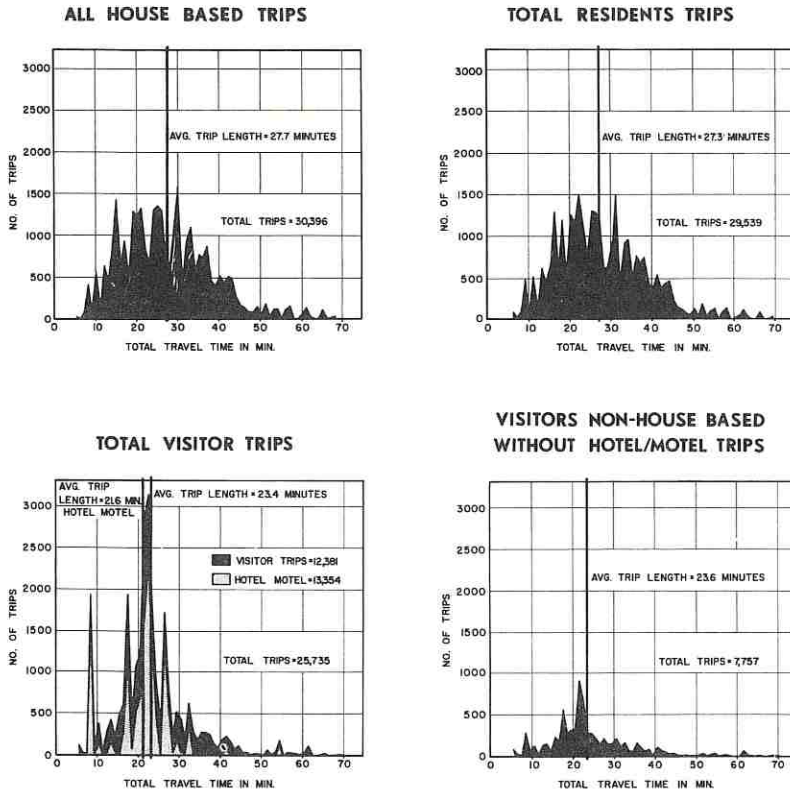 ALL HOUSE BASED TRIPS
3000
2500
2000
1500
1000
500
0
NO. OF TRIPS
AVG. TRIP LENGTH=27.7 MINUTES
TOTAL TRIPS=30,396
0 10 20 30 40 50 60 70
TOTAL TRAVEL TIME IN MIN.
TOTAL RESIDENTS TRIPS
3000
2500
2000
1500
1000
500
0
NO. OF TRIPS
AVG. TRIP LENGTH=27.3 MINUTES
TOTAL TRIPS=29,539
0 10 20 30 40 50 60 70
TOTAL TRAVEL TIME IN MIN.
TOTAL VISITOR TRIPS
AVG. TRIP
LENGTH=21.6 MIN.
HOTEL MOTEL
AVG. TRIP LENGTH=23.4 MINUTES
3000
2500
2000
1500
1000
500
0
NO. OF TRIPS
VISITOR TRIPS=12,381
HOTEL MOTEL=13,354
TOTAL TRIPS=25,735
0 10 20 30 40 50 60 70
TOTAL TRAVEL TIME IN MIN.
VISITORS NON-HOUSE BASED
WITHOUT HOTEL/MOTEL TRIPS
3000
2500
2000
1500
1000
500
0
NO. OF TRIPS
AVG. TRIP LENGTH=23.6 MINUTES
TOTAL TRIPS=7,757
0 10 20 30 40 50 60 70
TOTAL TRAVEL TIME IN MIN.